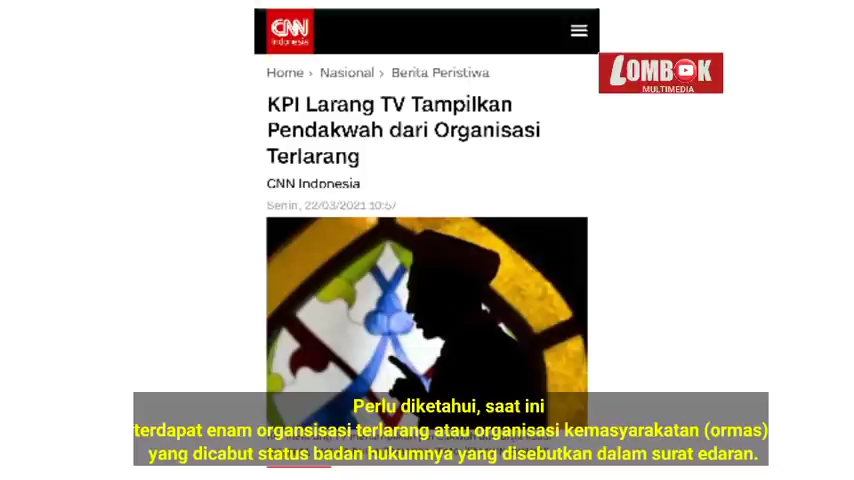 CNN
Indonesia
LOMBOK
MULTIMEDIA
Home › Nasional › Berita Peristiwa
KPI Larang TV Tampilkan
Pendakwah dari Organisasi
Terlarang
CNN Indonesia
Senin, 22/03/2021 10:57
Perlu diketahui, saat ini
terdapat enam organsisasi terlarang atau organisasi kemasyarakatan (ormas)
yang dicabut status badan hukumnya yang disebutkan dalam surat edaran.